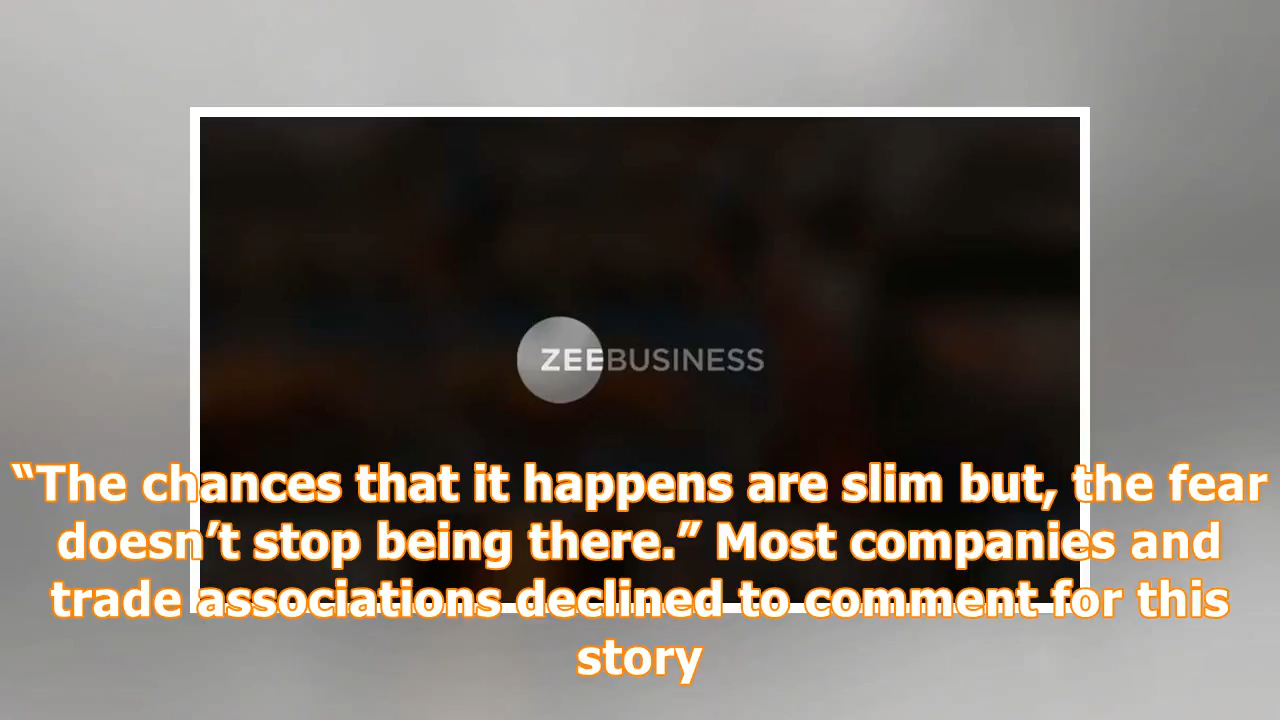 ZEEBUSINESS
“The chances that it happens are slim but, the fear
doesn’t stop being there.” Most companies and
trade associations declined to comment for this
story